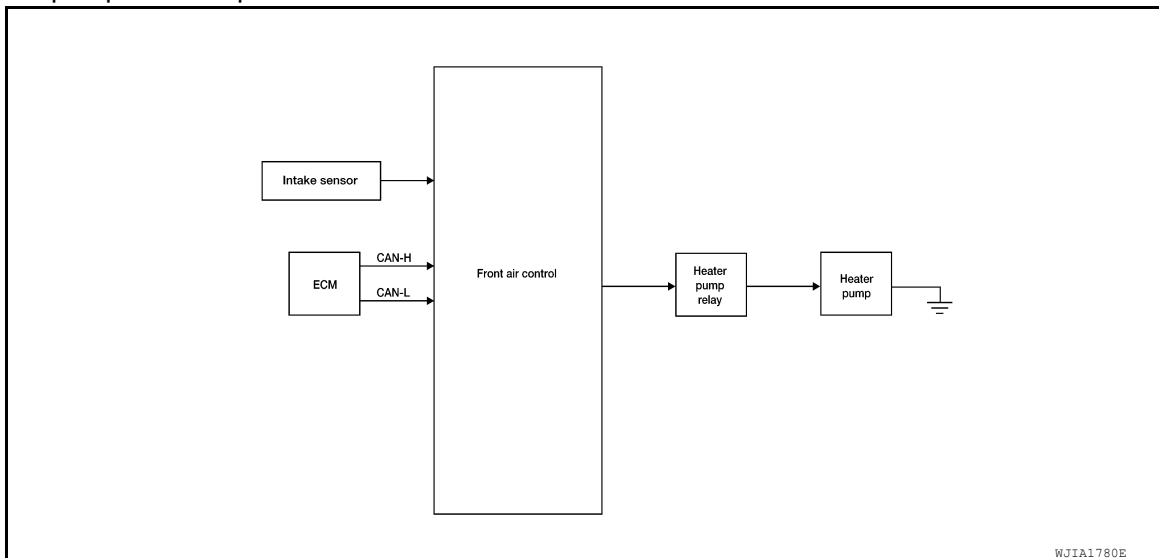 Intake sensor
CAN-H
ECM
CAN-L
Front air control
Heater
pump
relay
Heater
pump
WJIA1780E